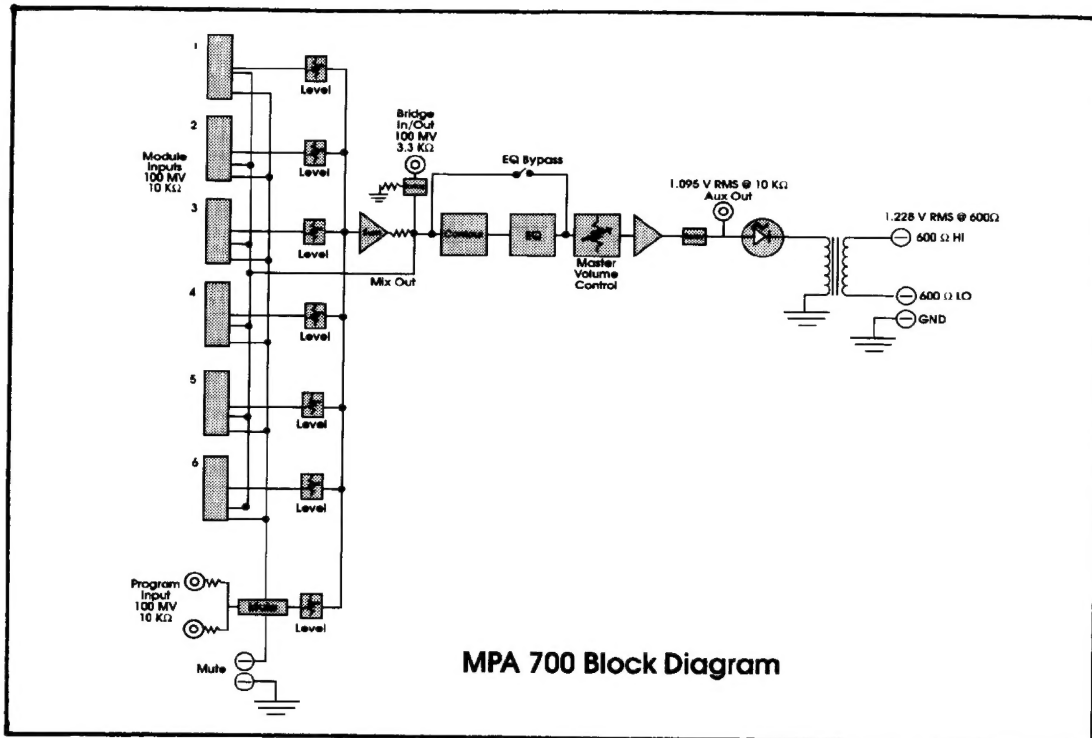 1
Level
2
Module
Inputs
100 MV
10 KΩ
Level
3
Level
4
Level
5
Level
6
Level
Program
Input
100 MV
10 KΩ
Mute
Level
Mute
Bridge
In/Out
100 MV
3.3 KΩ
Sum
Mix Out
EQ Bypass
Contour
EQ
Master
Volume
Control
1.095 V RMS @ 10 KΩ
Aux Out
1.228 V RMS @ 600Ω
600 Ω HI
600 Ω LO
GND
MPA 700 Block Diagram